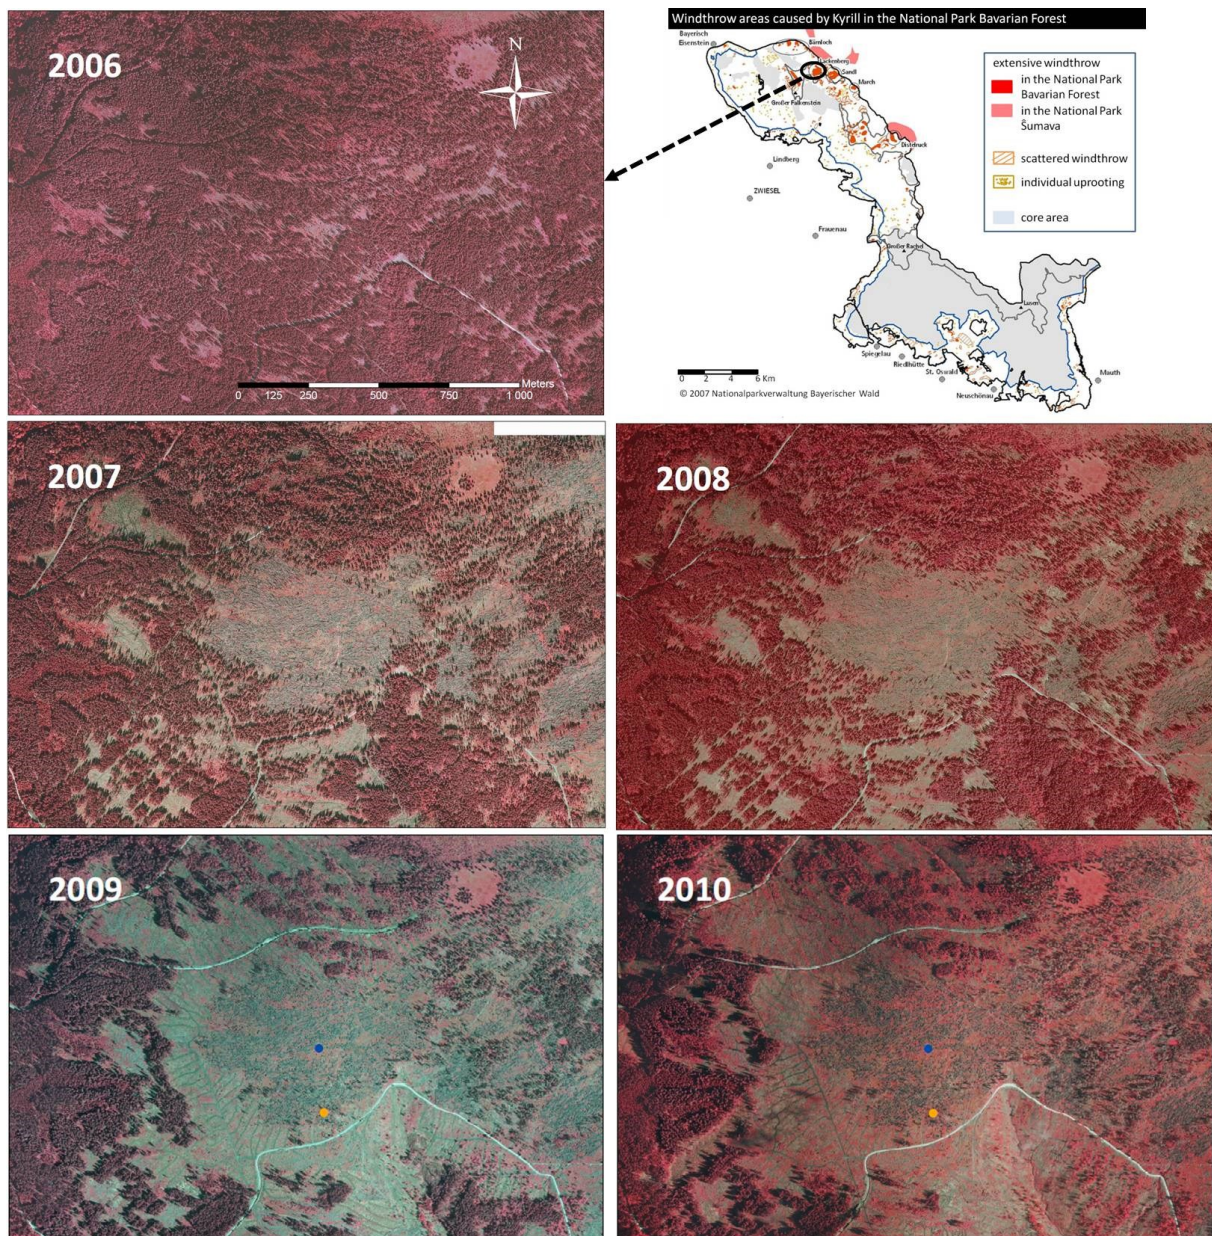 2006
N
0 125 250 500 750 1 000 Meters
Windthrow areas caused by Kyrill in the National Park Bavarian Forest
Bayerisch
Eisenstein
Bärnloch
Lackenberg
Sandl
March
Großer Falkenstein
Distelruck
Lindberg
ZWIESEL
Frauenau
Großer Rachel
Lusen
Spiegelau
Riedlhütte
St. Oswald
Neuschönau
Mauth
extensive windthrow
in the National Park
Bavarian Forest
in the National Park
Ŝumava
scattered windthrow
individual uprooting
core area
0 2 4 6 Km
© 2007 Nationalparkverwaltung Bayerischer Wald
2007
2008
2009
2010